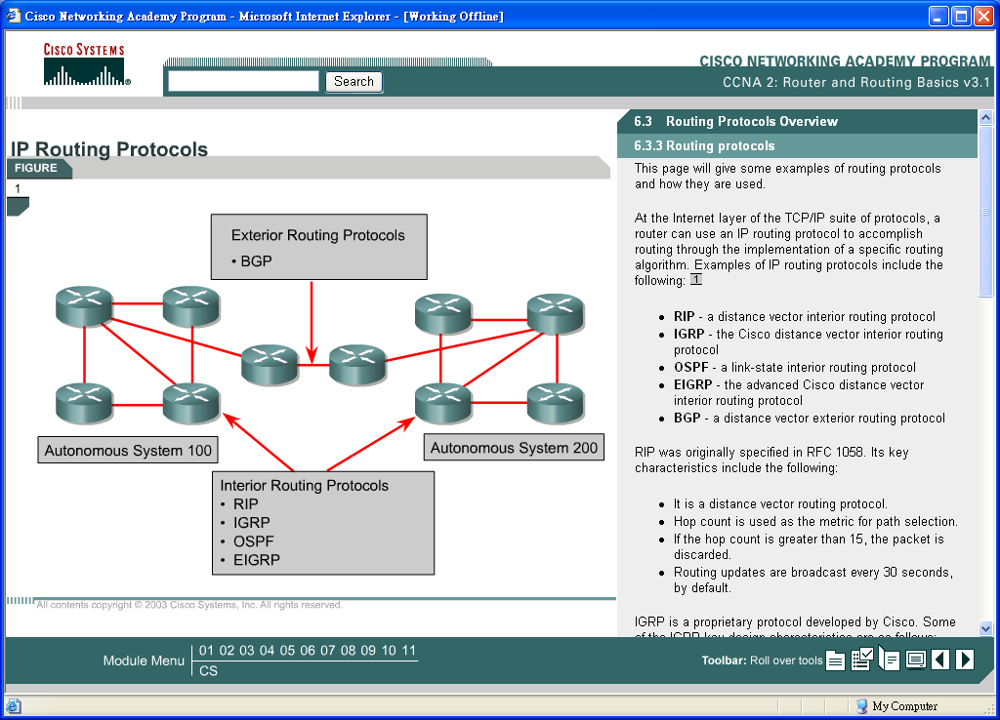 Cisco Networking Academy Program - Microsoft Internet Explorer - [Working Offline]
CISCO SYSTEMS
®
Search
CISCO NETWORKING ACADEMY PROGRAM
CCNA 2: Router and Routing Basics v3.1
IP Routing Protocols
FIGURE
1
Exterior Routing Protocols
• BGP
Autonomous System 100
Autonomous System 200
Interior Routing Protocols
• RIP
• IGRP
• OSPF
• EIGRP
All contents copyright © 2003 Cisco Systems, Inc. All rights reserved.
6.3 Routing Protocols Overview
6.3.3 Routing protocols
This page will give some examples of routing protocols
and how they are used.
At the Internet layer of the TCP/IP suite of protocols, a
router can use an IP routing protocol to accomplish
routing through the implementation of a specific routing
algorithm. Examples of IP routing protocols include the
following: 1
• RIP - a distance vector interior routing protocol
• IGRP - the Cisco distance vector interior routing
protocol
• OSPF - a link-state interior routing protocol
• EIGRP - the advanced Cisco distance vector
interior routing protocol
• BGP - a distance vector exterior routing protocol
RIP was originally specified in RFC 1058. Its key
characteristics include the following:
• It is a distance vector routing protocol.
• Hop count is used as the metric for path selection.
• If the hop count is greater than 15, the packet is
discarded.
• Routing updates are broadcast every 30 seconds,
by default.
IGRP is a proprietary protocol developed by Cisco. Some
of the IGRP key design characteristics are as follows:
Module Menu
01 02 03 04 05 06 07 08 09 10 11
CS
Toolbar: Roll over tools
My Computer